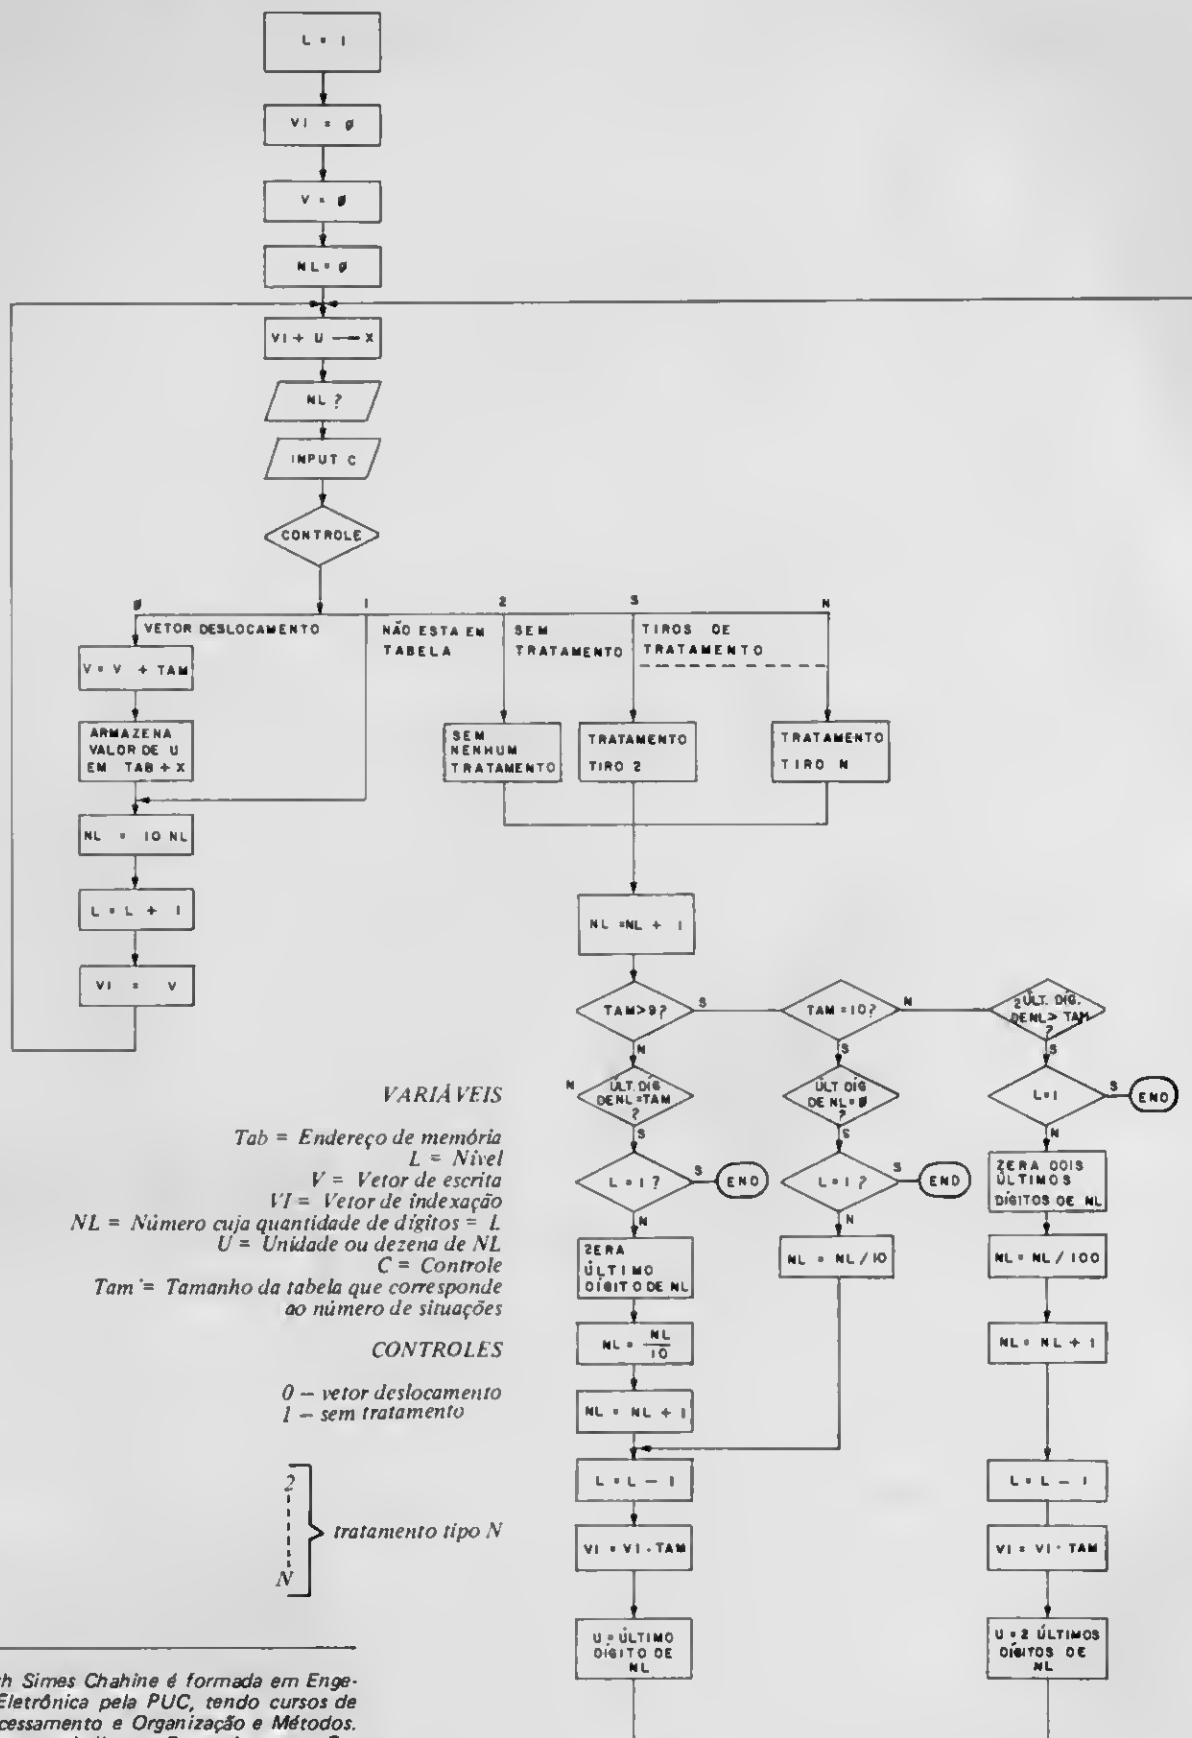 L = 1
VI = Ø
V = Ø
NL = Ø
VI + U — X
NL ?
INPUT C
CONTROLE
Ø
1
2
3
N
VETOR DESLOCAMENTO
NÃO ESTA EM
TABELA
SEM
TRATAMENTO
TIROS DE
TRATAMENTO
V = V + TAM
ARMAZENA
VALOR DE U
EM TAB + X
NL = 10 NL
L = L + 1
VI = V
SEM
NENHUM
TRATAMENTO
TRATAMENTO
TIRO 2
TRATAMENTO
TIRO N
NL = NL + 1
TAM > 9 ?
S
N
TAM = 10 ?
N
S
2 ÚLT. DÍG.
DE NL > TAM
?
S
N
ÚLT. DÍG
DE NL = TAM
?
S
ÚLT DÍG
DE NL = Ø
?
S
L = 1
S
END
N
L = 1 ?
S
END
N
L = 1 ?
S
END
N
ZERA DOIS
ÚLTIMOS
DÍGITOS DE NL
ZERA
ÚLTIMO
DÍGITO DE NL
NL = NL / 10
NL = NL / 100
NL = NL
10
NL = NL + 1
NL = NL + 1
L = L - 1
L = L - 1
VI = VI - TAM
VI = VI - TAM
U = ÚLTIMO
DÍGITO DE
NL
U = 2 ÚLTIMOS
DÍGITOS DE
NL
VARIÁVEIS
Tab = Endereço de memória
L = Nível
V = Vetor de escrita
VI = Vetor de indexação
NL = Número cuja quantidade de dígitos = L
U = Unidade ou dezena de NL
C = Controle
Tam = Tamanho da tabela que corresponde
ao número de situações
CONTROLES
0 – vetor deslocamento
1 – sem tratamento
2
N
tratamento tipo N
h Simes Chahine é formada em Enge-
Eletrônica pela PUC, tendo cursos de
cessamento e Organização e Métodos.